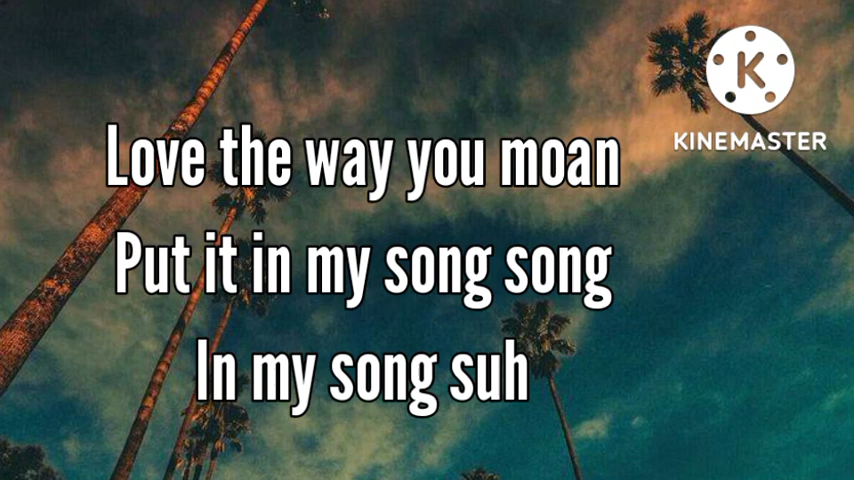 Love the way you moan
Put it in my song song
In my song suh
K
KINEMASTER